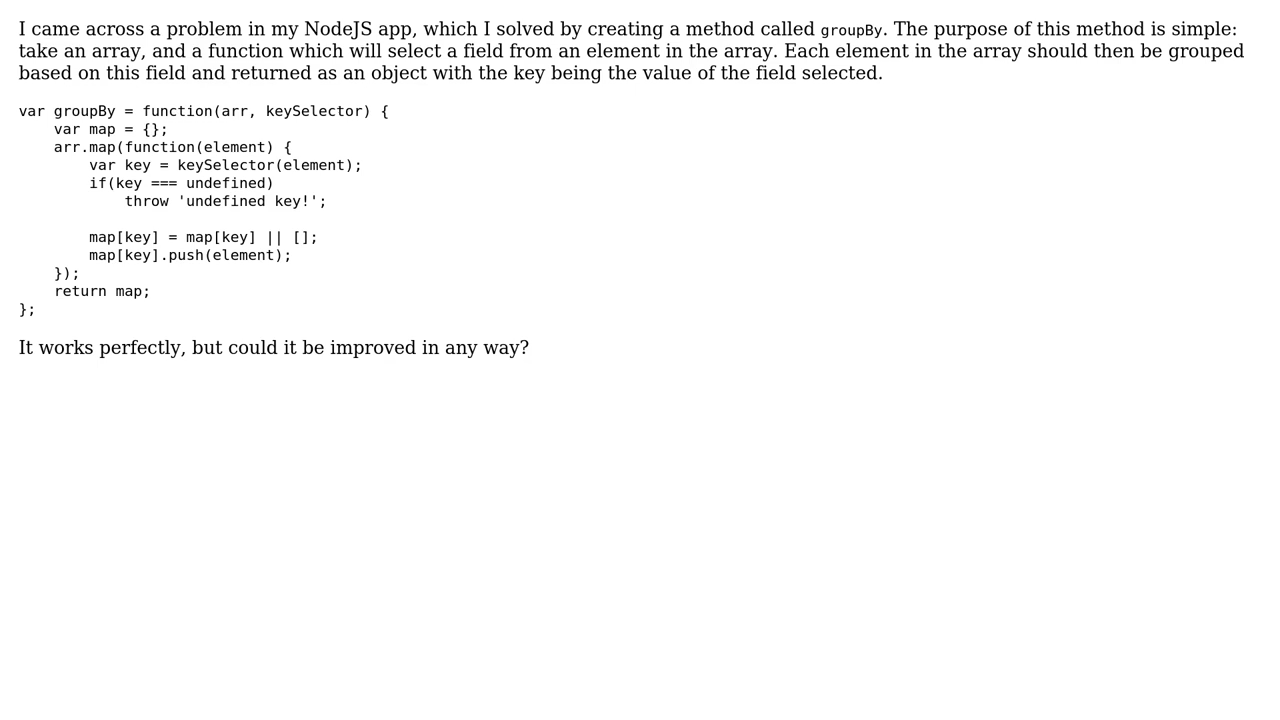 I came across a problem in my NodeJS app, which I solved by creating a method called groupBy. The purpose of this method is simple:
take an array, and a function which will select a field from an element in the array. Each element in the array should then be grouped
based on this field and returned as an object with the key being the value of the field selected.
var groupBy = function(arr, keySelector) {
    var map = {};
    arr.map(function(element) {
        var key = keySelector(element);
        if(key === undefined)
            throw 'undefined key!';
        map[key] = map[key] || [];
        map[key].push(element);
    });
    return map;
};
It works perfectly, but could it be improved in any way?